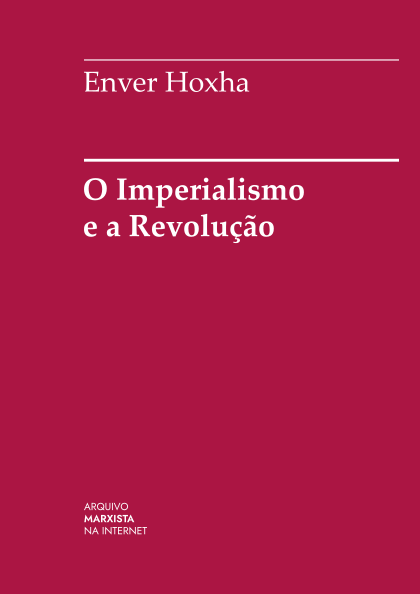 Enver Hoxha
O Imperialismo
e a Revolução
ARQUIVO
MARXISTA
NA INTERNET